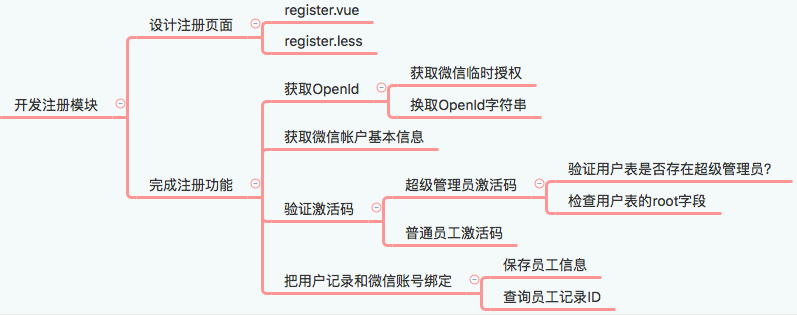 register.vue
设计注册页面
register.less
获取微信临时授权
获取OpenId
开发注册模块
换取OpenId字符串
获取微信帐户基本信息
验证用户表是否存在超级管理员?
超级管理员激活码
完成注册功能
检查用户表的root字段
验证激活码
普通员工激活码
保存员工信息
把用户记录和微信账号绑定
查询员工记录ID